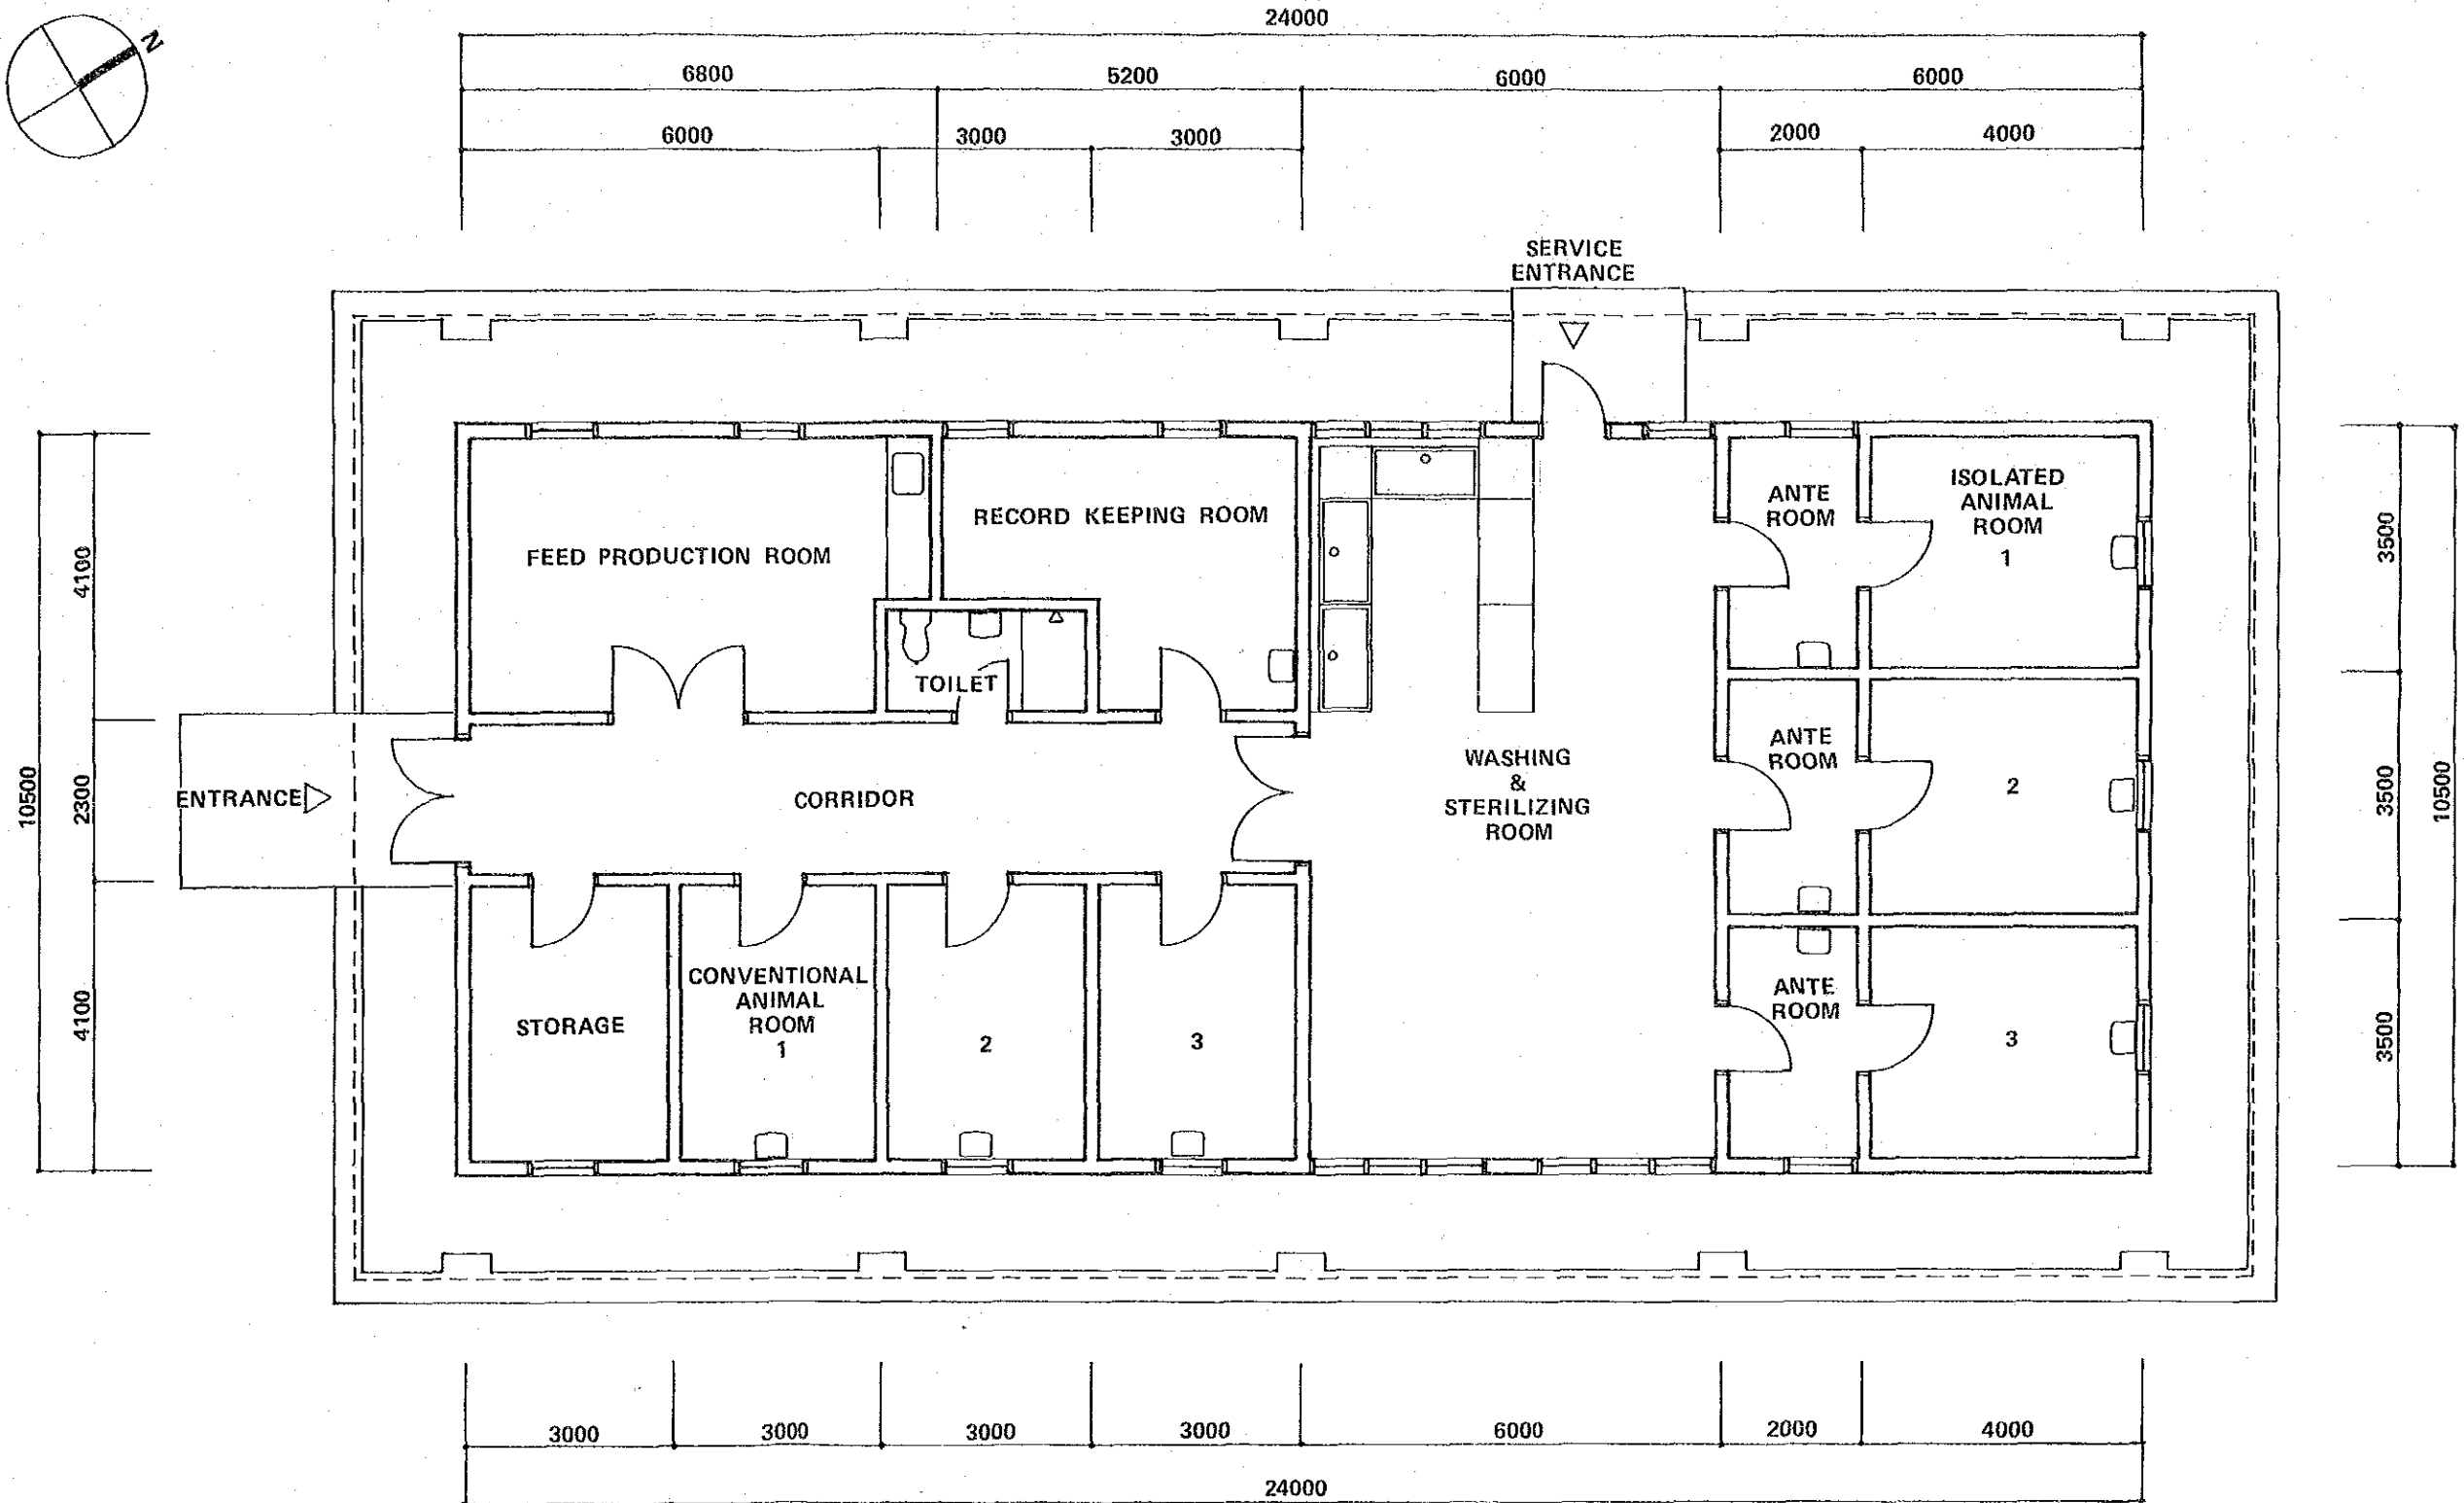 N
24000
6800
5200
6000
6000
6000
3000
3000
2000
4000
SERVICE
ENTRANCE
10500
4100
2300
4100
FEED PRODUCTION ROOM
RECORD KEEPING ROOM
ANTE
ROOM
ISOLATED
ANIMAL
ROOM
1
TOILET
ENTRANCE
CORRIDOR
WASHING
&
STERILIZING
ROOM
ANTE
ROOM
2
STORAGE
CONVENTIONAL
ANIMAL
ROOM
1
2
3
ANTE
ROOM
3
3500
3500
3500
10500
3000
3000
3000
3000
6000
2000
4000
24000